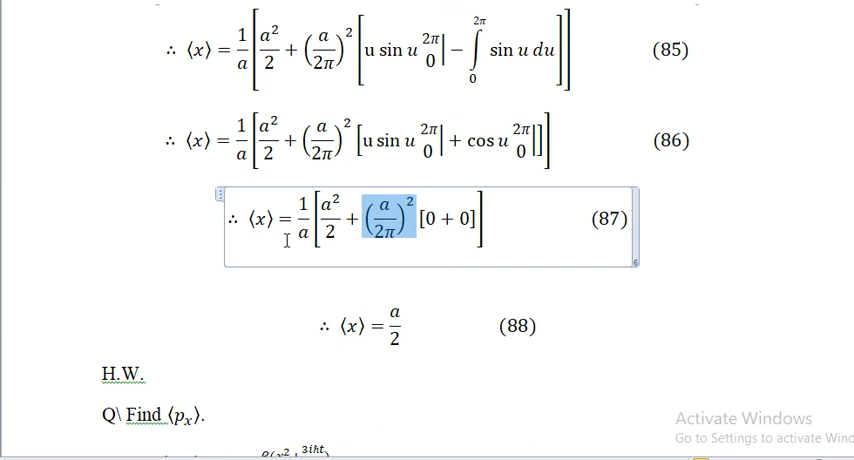 ∴ ⟨x⟩ = 1/a [a²/2 + (a/2π)² [u sin u |₀^2π − ∫₀^2π sin u du]] (85)
∴ ⟨x⟩ = 1/a [a²/2 + (a/2π)² [u sin u |₀^2π + cos u |₀^2π]] (86)
∴ ⟨x⟩ = 1/a [a²/2 + (a/2π)² [0 + 0]] (87)
∴ ⟨x⟩ = a/2 (88)
H.W.
Q\ Find ⟨pₓ⟩.
Activate Windows
Go to Settings to activate Wind